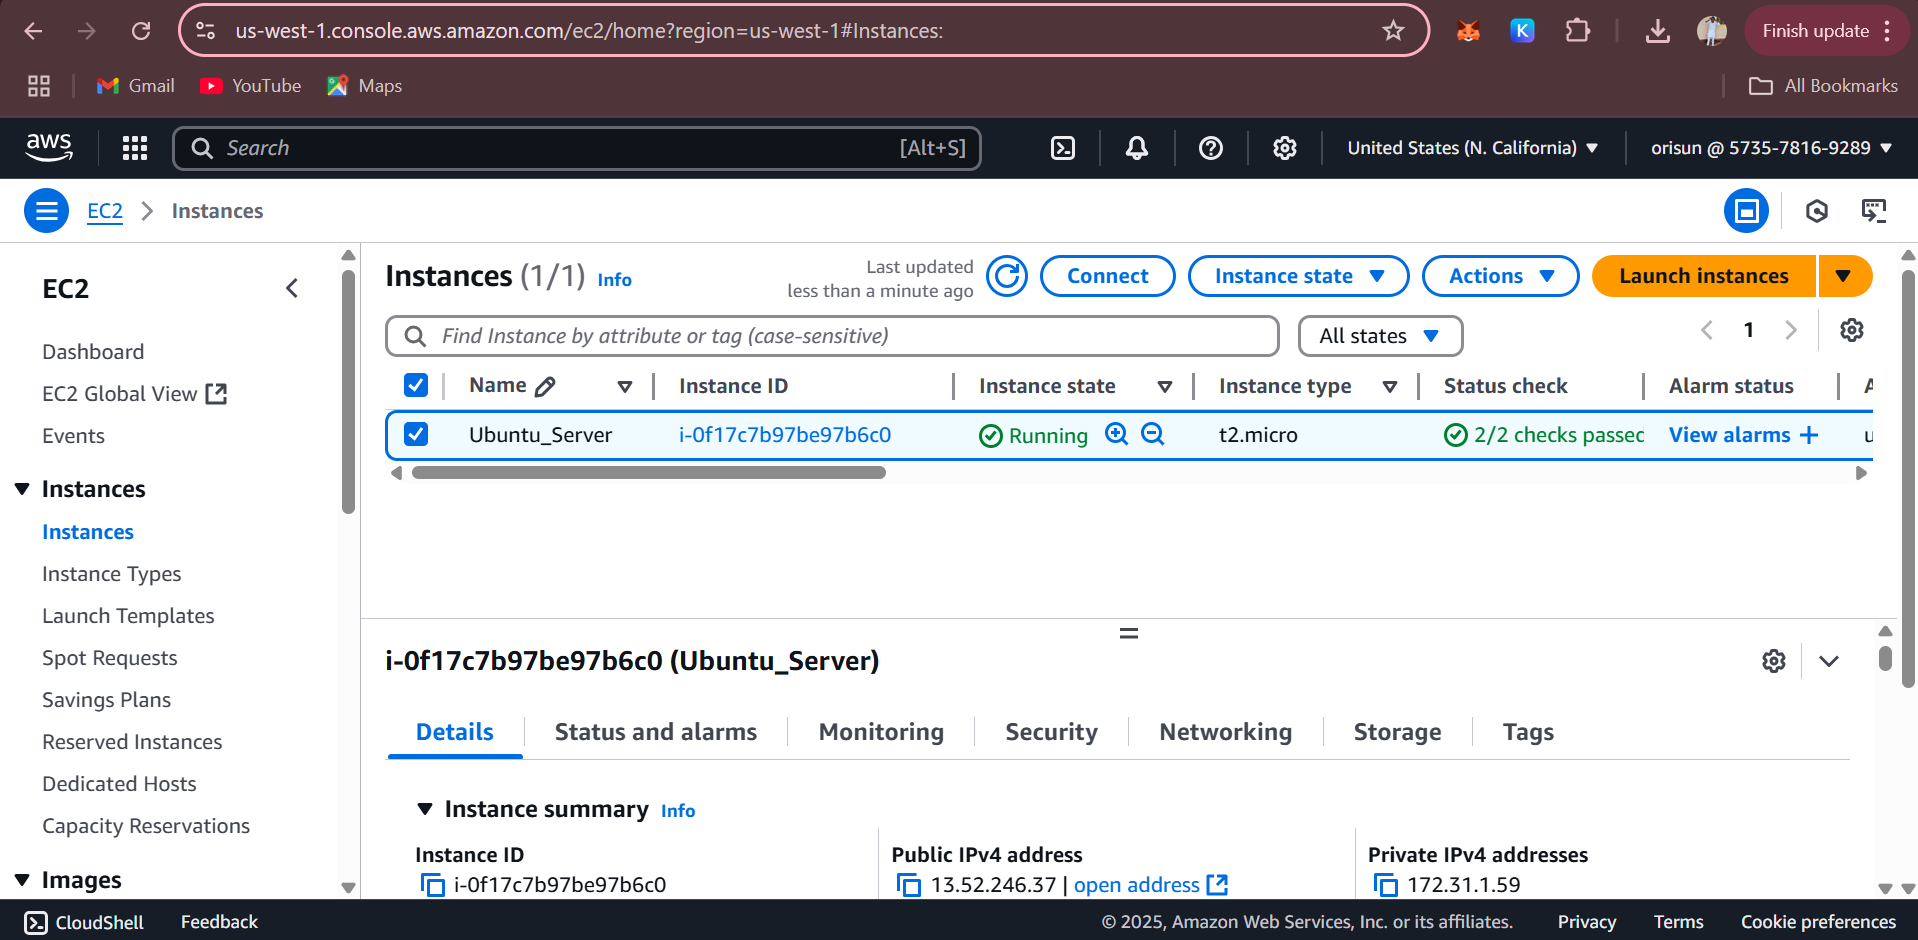 us-west-1.console.aws.amazon.com/ec2/home?region=us-west-1#Instances:
K
Finish update
Gmail
YouTube
Maps
All Bookmarks
aws
Search
[Alt+S]
United States (N. California)
orisun @ 5735-7816-9289
EC2
Instances
EC2
Dashboard
EC2 Global View
Events
Instances
Instances
Instance Types
Launch Templates
Spot Requests
Savings Plans
Reserved Instances
Dedicated Hosts
Capacity Reservations
Images
Instances (1/1) Info
Last updated
less than a minute ago
Connect
Instance state
Actions
Launch instances
Find Instance by attribute or tag (case-sensitive)
All states
1
Name
Instance ID
Instance state
Instance type
Status check
Alarm status
A
Ubuntu_Server
i-0f17c7b97be97b6c0
Running
t2.micro
2/2 checks passed
View alarms +
u
i-0f17c7b97be97b6c0 (Ubuntu_Server)
Details
Status and alarms
Monitoring
Security
Networking
Storage
Tags
Instance summary Info
Instance ID
i-0f17c7b97be97b6c0
Public IPv4 address
13.52.246.37 | open address
Private IPv4 addresses
172.31.1.59
CloudShell
Feedback
© 2025, Amazon Web Services, Inc. or its affiliates.
Privacy
Terms
Cookie preferences